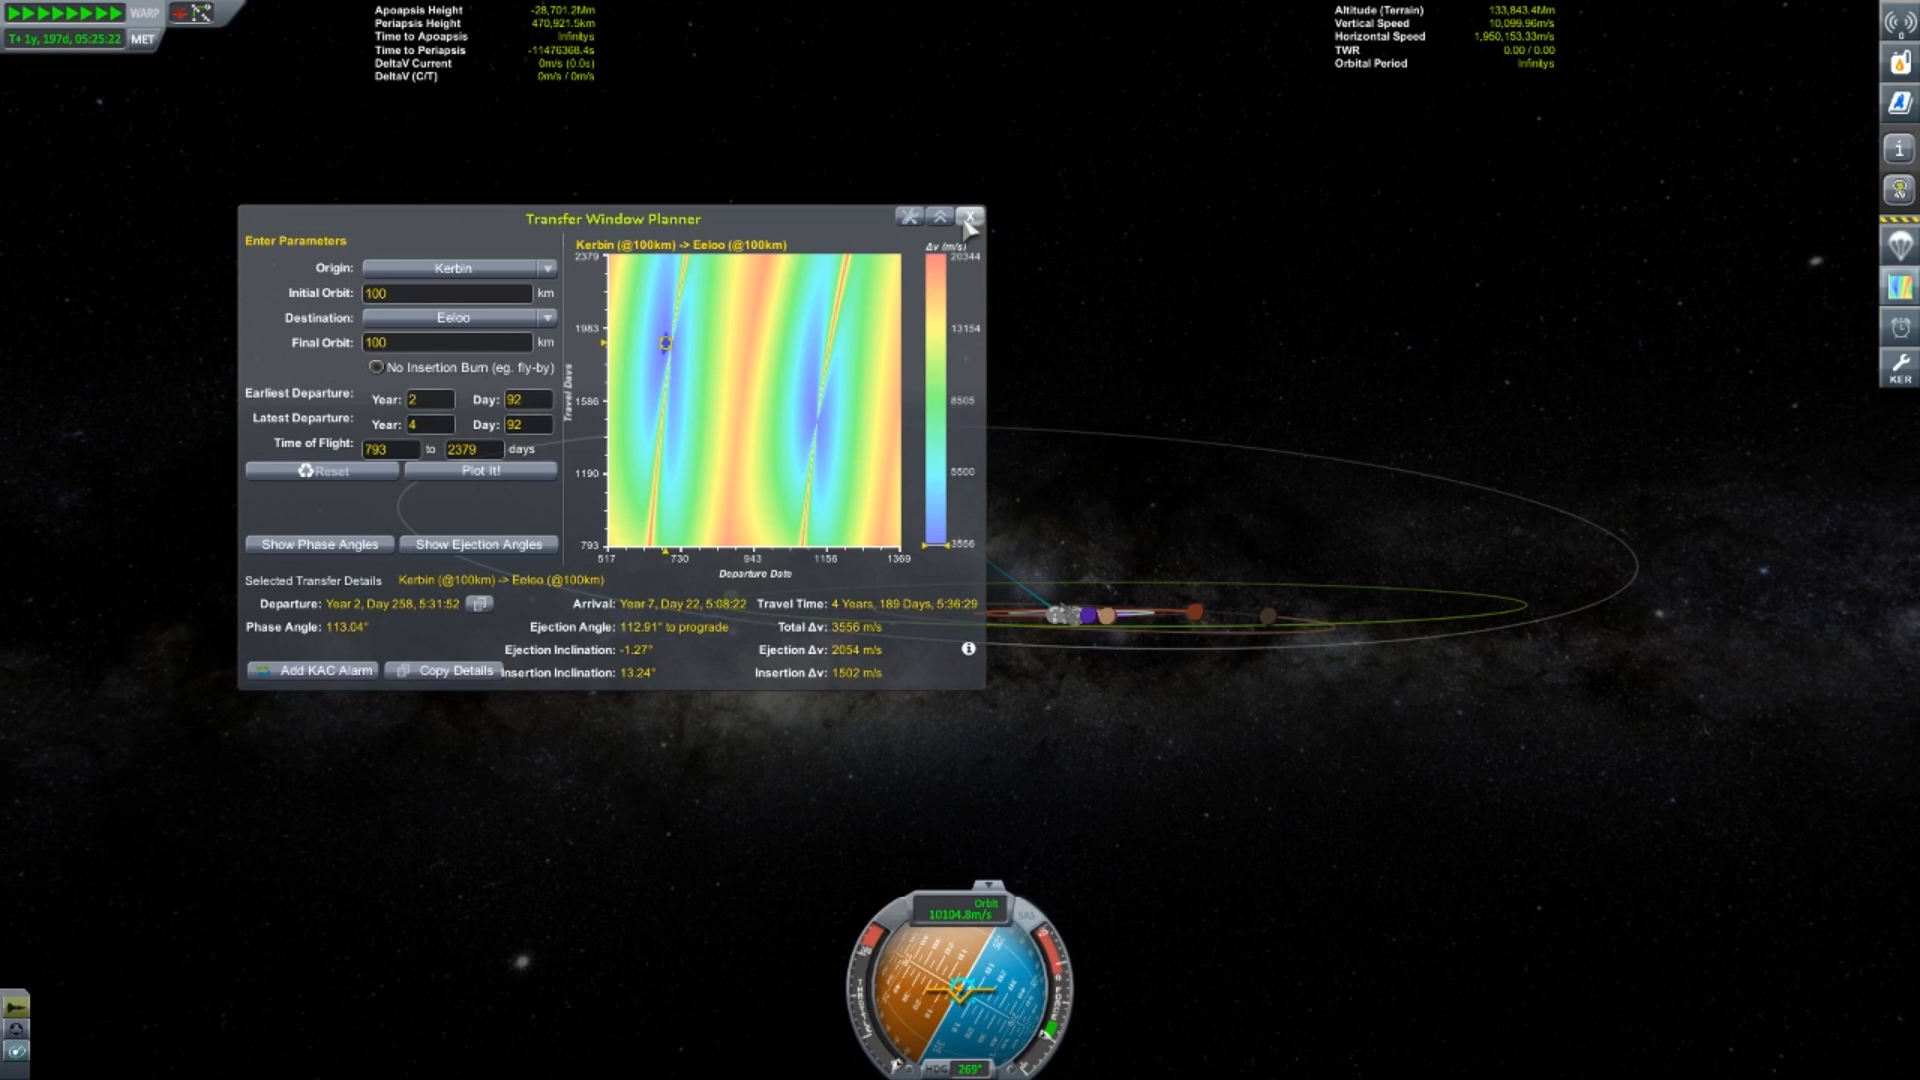 WARP
T+ 1y, 197d, 05:25:22 MET
Apoapsis Height -28,701.2Mm
Periapsis Height 470,921.5km
Time to Apoapsis Infinitys
Time to Periapsis -11476368.4s
DeltaV Current 0m/s (0.0s)
DeltaV (C/T) 0m/s / 0m/s
Altitude (Terrain) 133,843.4Mm
Vertical Speed 10,099.96m/s
Horizontal Speed 1,950,153.33m/s
TWR 0.00 / 0.00
Orbital Period Infinitys
0
KER
Transfer Window Planner
X
Enter Parameters
Origin: Kerbin
Initial Orbit: 100 km
Destination: Eeloo
Final Orbit: 100 km
No Insertion Burn (eg. fly-by)
Earliest Departure: Year: 2 Day: 92
Latest Departure: Year: 4 Day: 92
Time of Flight: 793 to 2379 days
Reset Plot It!
Show Phase Angles Show Ejection Angles
Kerbin (@100km) -> Eeloo (@100km)
Δv (m/s)
2379
1983
1586
1190
793
Travel Days
517 730 943 1156 1369
Departure Date
20344
13154
8505
5500
3556
Selected Transfer Details Kerbin (@100km) -> Eeloo (@100km)
Departure: Year 2, Day 258, 5:31:52 Arrival: Year 7, Day 22, 5:08:22 Travel Time: 4 Years, 189 Days, 5:36:29
Phase Angle: 113.04° Ejection Angle: 112.91° to prograde Total Δv: 3556 m/s
Ejection Inclination: -1.27° Ejection Δv: 2054 m/s
Add KAC Alarm Copy Details Insertion Inclination: 13.24° Insertion Δv: 1502 m/s
Orbit
10104.8m/s
SAS
HDG 269°